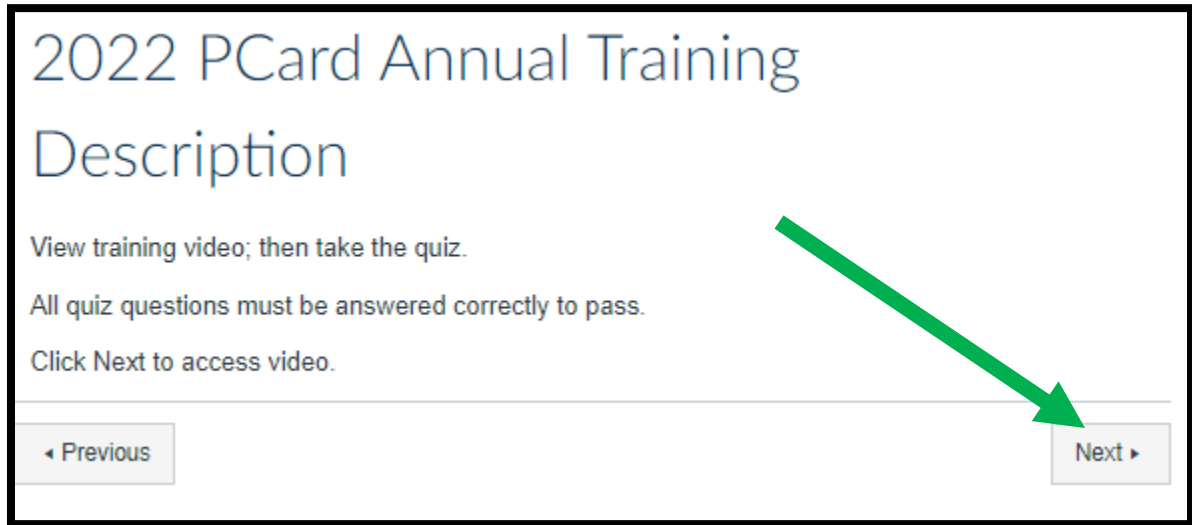 2022 PCard Annual Training
Description
View training video; then take the quiz.
All quiz questions must be answered correctly to pass.
Click Next to access video.
◂ Previous
Next ▸